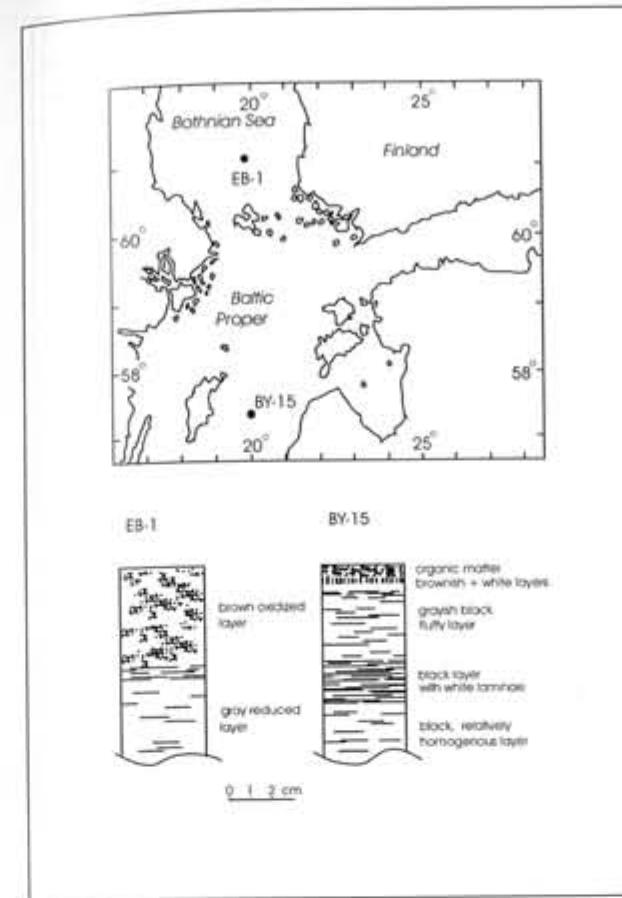 20°
25°
Bothnian Sea
Finland
EB-1
60°
60°
Baltic
Proper
58°
58°
BY-15
20°
25°
EB-1
BY-15
brown oxidized
layer
gray reduced
layer
organic matter
brownish + white layers
grayish black
fluffy layer
black layer
with white laminae
black, relatively
homogenous layer
0 1 2 cm